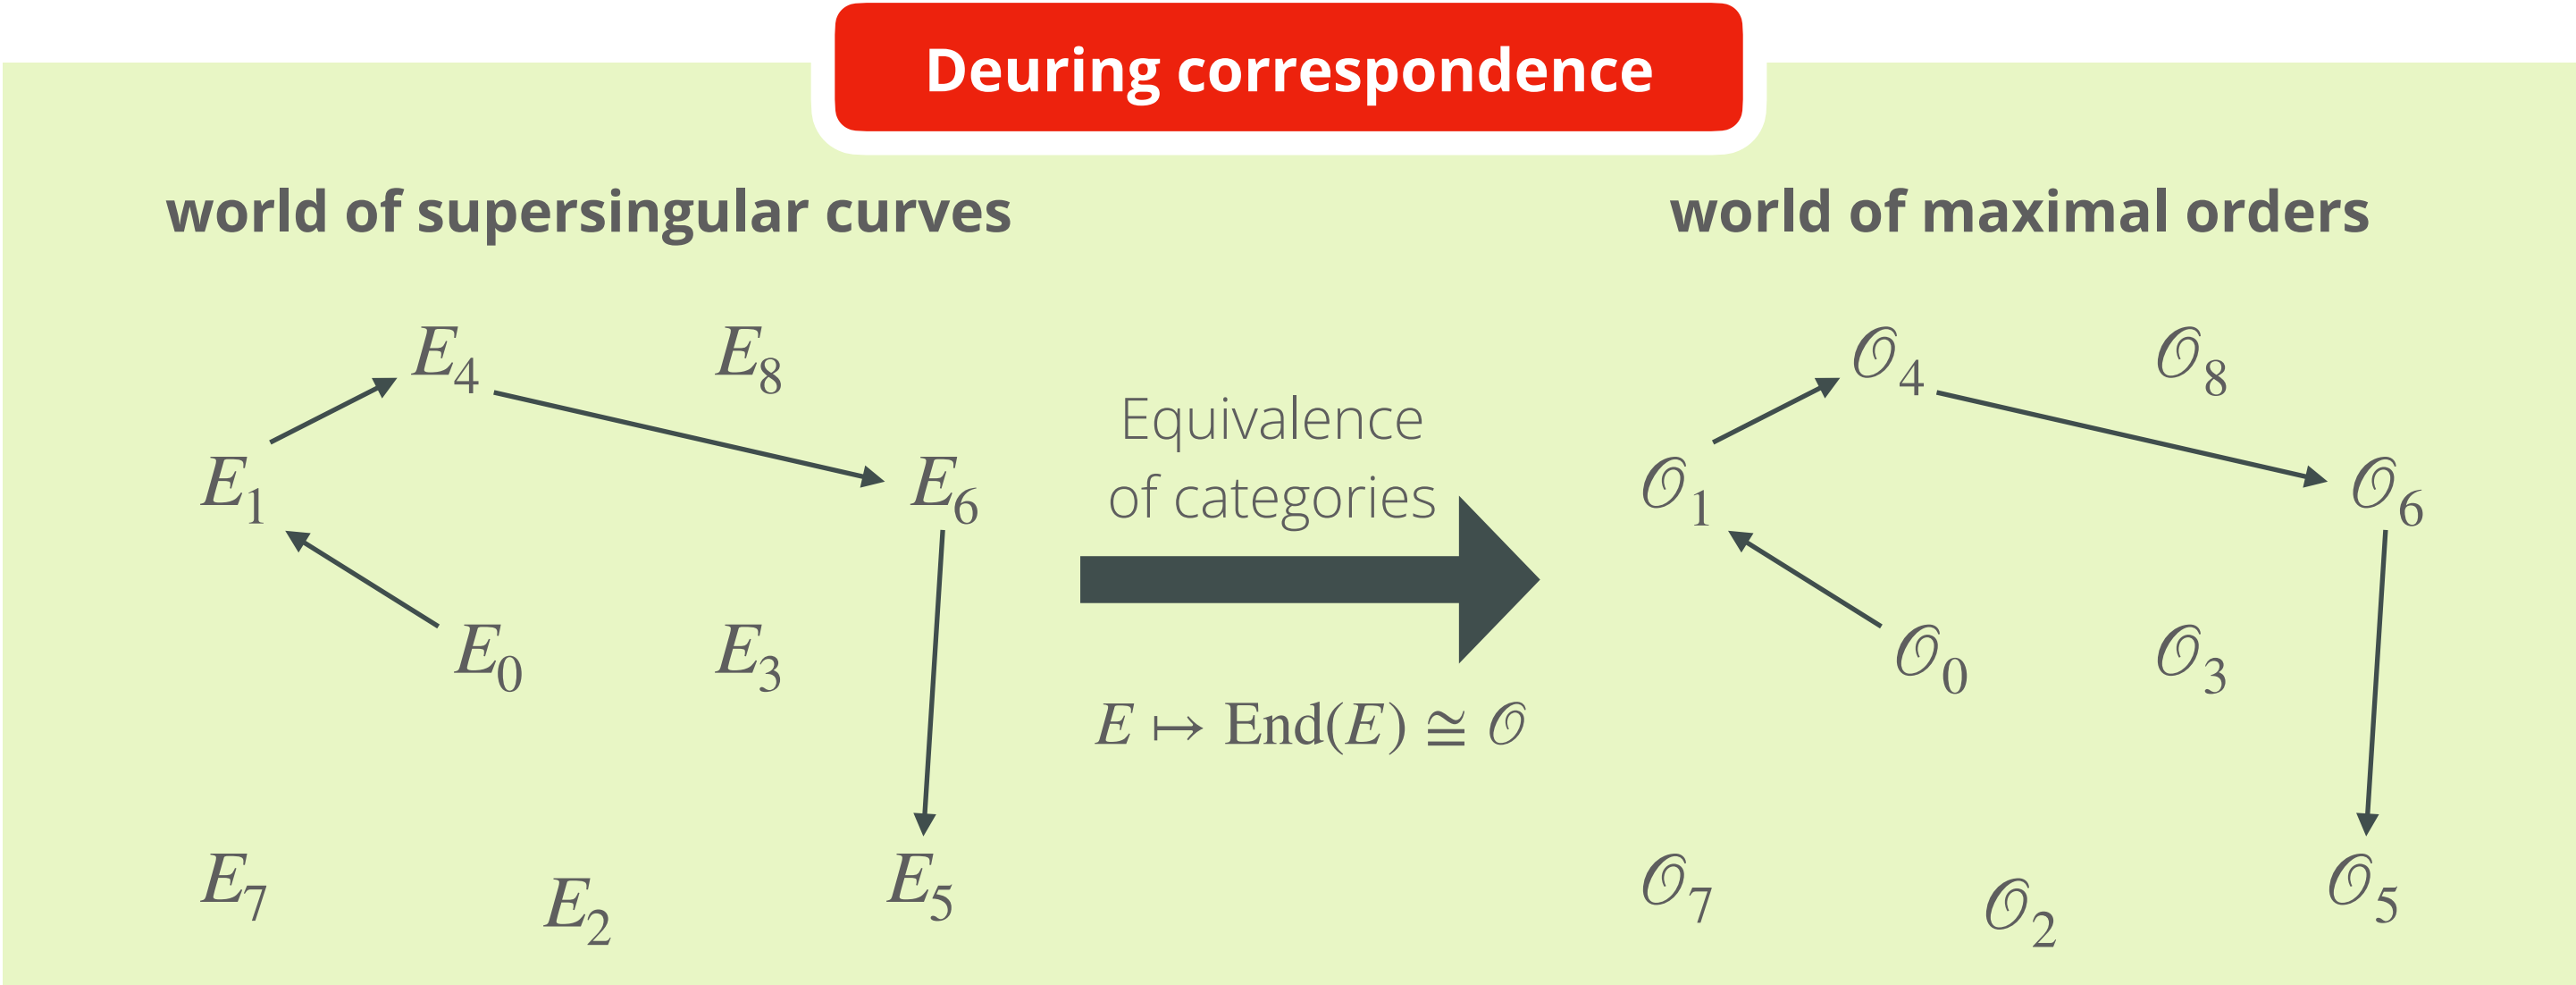 Deuring correspondence
world of supersingular curves
world of maximal orders
E₄ E₈
E₁ E₆
E₀ E₃
E₇ E₂ E₅
Equivalence
of categories
E ↦ End(E) ≅ 𝒪
𝒪₄ 𝒪₈
𝒪₁ 𝒪₆
𝒪₀ 𝒪₃
𝒪₇ 𝒪₂ 𝒪₅